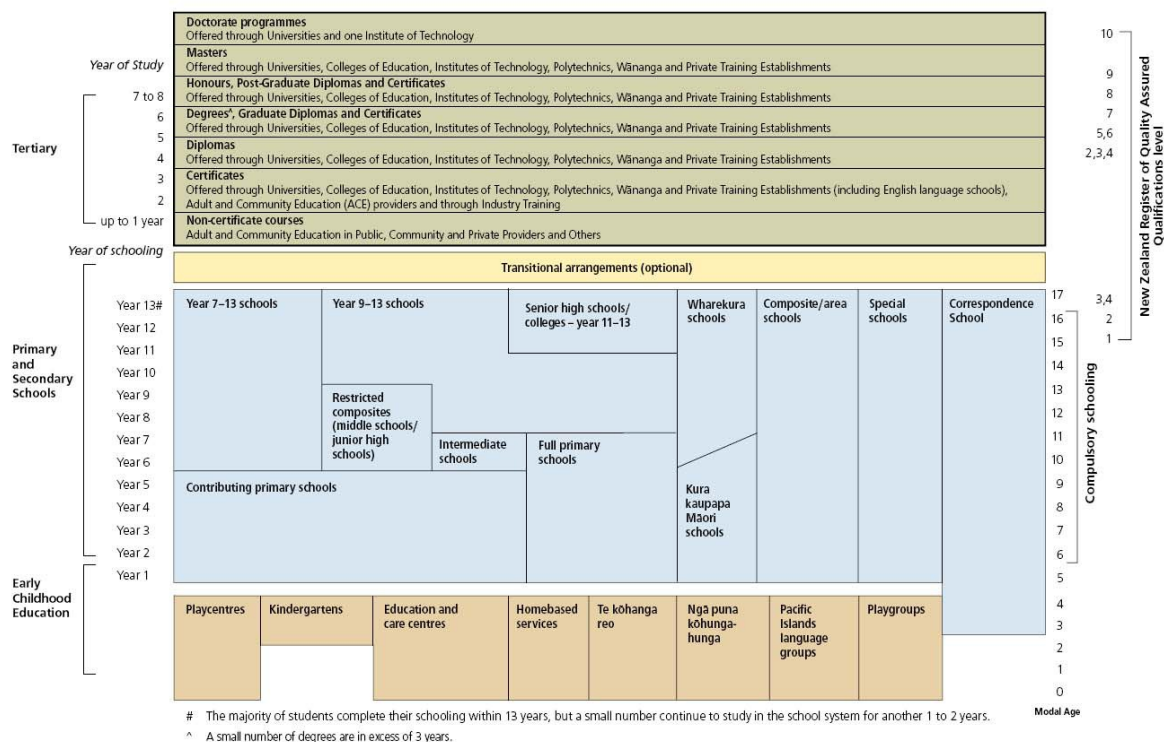 Doctorate programmes
Offered through Universities and one Institute of Technology
Masters
Offered through Universities, Colleges of Education, Institutes of Technology, Polytechnics, Wānanga and Private Training Establishments
Honours, Post-Graduate Diplomas and Certificates
Offered through Universities, Colleges of Education, Institutes of Technology, Polytechnics, Wānanga and Private Training Establishments
Degrees^, Graduate Diplomas and Certificates
Offered through Universities, Colleges of Education, Institutes of Technology, Polytechnics, Wānanga and Private Training Establishments
Diplomas
Offered through Universities, Colleges of Education, Institutes of Technology, Polytechnics, Wānanga and Private Training Establishments
Certificates
Offered through Universities, Colleges of Education, Institutes of Technology, Polytechnics, Wānanga and Private Training Establishments (including English language schools),
Adult and Community Education (ACE) providers and through Industry Training
Non-certificate courses
Adult and Community Education in Public, Community and Private Providers and Others
Year of Study
Tertiary
7 to 8
6
5
4
3
2
up to 1 year
10
9
8
7
5,6
2,3,4
3,4
2
1
New Zealand Register of Quality Assured
Qualifications level
Year of schooling
Transitional arrangements (optional)
Primary
and
Secondary
Schools
Year 13#
Year 12
Year 11
Year 10
Year 9
Year 8
Year 7
Year 6
Year 5
Year 4
Year 3
Year 2
Year 1
Early
Childhood
Education
Year 7–13 schools
Year 9–13 schools
Senior high schools/
colleges – year 11–13
Wharekura
schools
Composite/area
schools
Special
schools
Correspondence
School
Restricted
composites
(middle schools/
junior high
schools)
Intermediate
schools
Full primary
schools
Contributing primary schools
Kura
kaupapa
Māori
schools
17
16
15
14
13
12
11
10
9
8
7
6
5
4
3
2
1
0
Modal Age
Compulsory schooling
Playcentres
Kindergartens
Education and
care centres
Homebased
services
Te kōhanga
reo
Ngā puna
kōhunga-
hunga
Pacific
Islands
language
groups
Playgroups
# The majority of students complete their schooling within 13 years, but a small number continue to study in the school system for another 1 to 2 years.
^ A small number of degrees are in excess of 3 years.